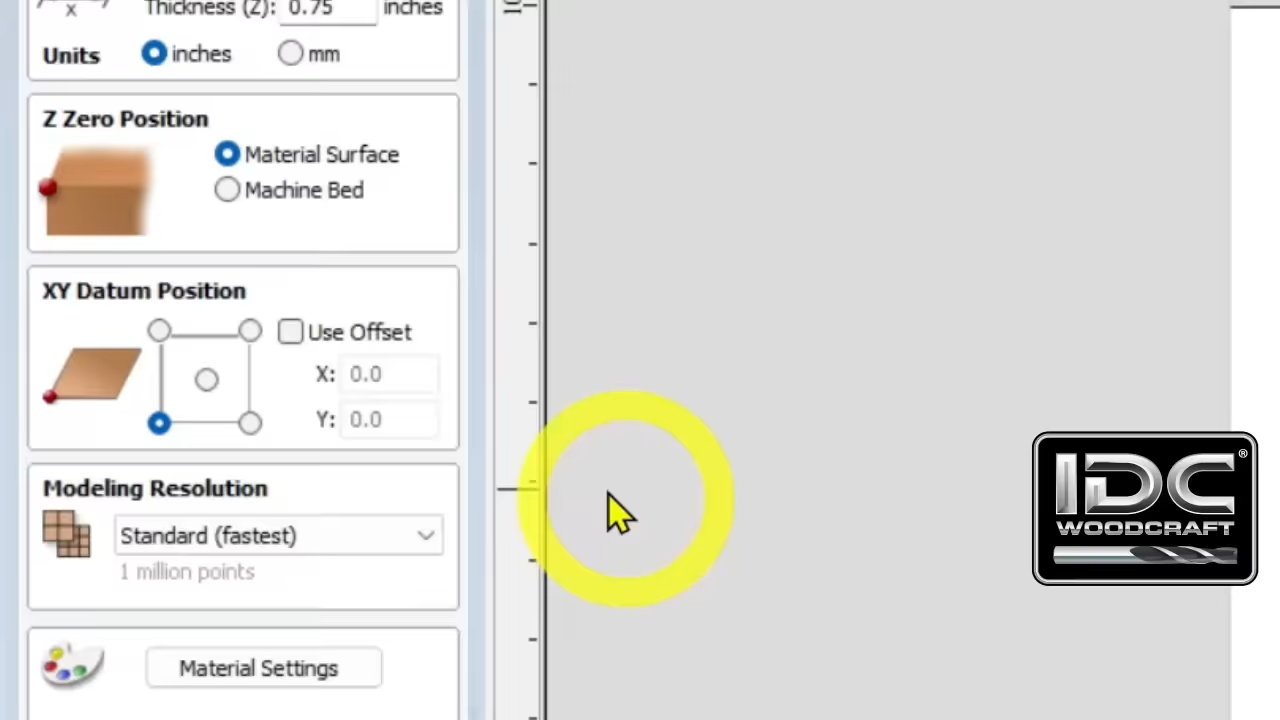 x
Thickness (Z): 0.75 inches
Units inches mm
Z Zero Position
Material Surface
Machine Bed
XY Datum Position
Use Offset
X: 0.0
Y: 0.0
Modeling Resolution
Standard (fastest)
1 million points
Material Settings
IDC®
WOODCRAFT